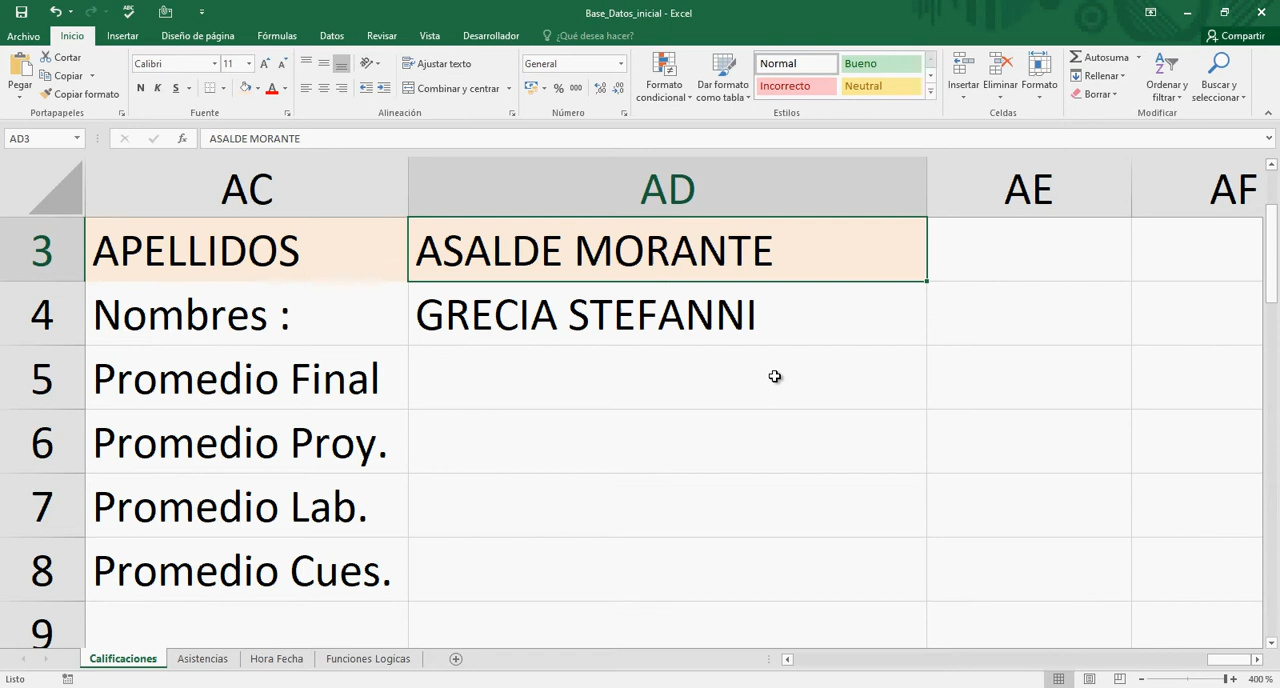 Base_Datos_inicial - Excel
Archivo Inicio Insertar Diseño de página Fórmulas Datos Revisar Vista Desarrollador ¿Qué desea hacer? Compartir
Pegar
Cortar
Copiar
Copiar formato
Portapapeles
Calibri 11
N K S
Fuente
Ajustar texto
Combinar y centrar
Alineación
General
% 000
Número
Formato condicional
Dar formato como tabla
Normal Bueno
Incorrecto Neutral
Estilos
Insertar Eliminar Formato
Celdas
Autosuma
Rellenar
Borrar
Ordenar y filtrar
Buscar y seleccionar
Modificar
AD3 fx ASALDE MORANTE
AC AD AE AF
3 APELLIDOS ASALDE MORANTE
4 Nombres : GRECIA STEFANNI
5 Promedio Final
6 Promedio Proy.
7 Promedio Lab.
8 Promedio Cues.
9
Calificaciones Asistencias Hora Fecha Funciones Logicas
Listo 400 %